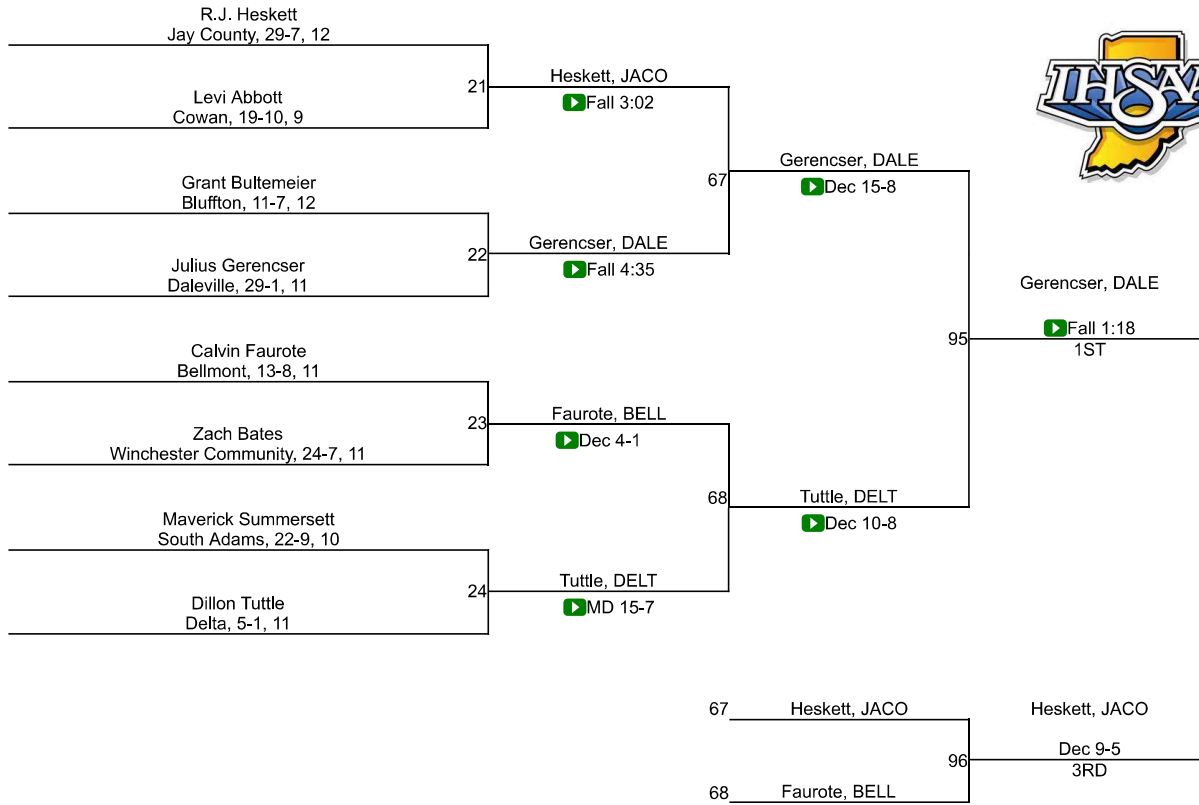 R.J. Heskett
Jay County, 29-7, 12
21
Levi Abbott
Cowan, 19-10, 9
Heskett, JACO
Fall 3:02
67
Grant Bultemeier
Bluffton, 11-7, 12
22
Julius Gerencser
Daleville, 29-1, 11
Gerencser, DALE
Fall 4:35
Gerencser, DALE
Dec 15-8
95
Calvin Faurote
Bellmont, 13-8, 11
23
Zach Bates
Winchester Community, 24-7, 11
Faurote, BELL
Dec 4-1
68
Maverick Summersett
South Adams, 22-9, 10
24
Dillon Tuttle
Delta, 5-1, 11
Tuttle, DELT
MD 15-7
Tuttle, DELT
Dec 10-8
IHSAA
Gerencser, DALE
Fall 1:18
1ST
67 Heskett, JACO
96
68 Faurote, BELL
Heskett, JACO
Dec 9-5
3RD